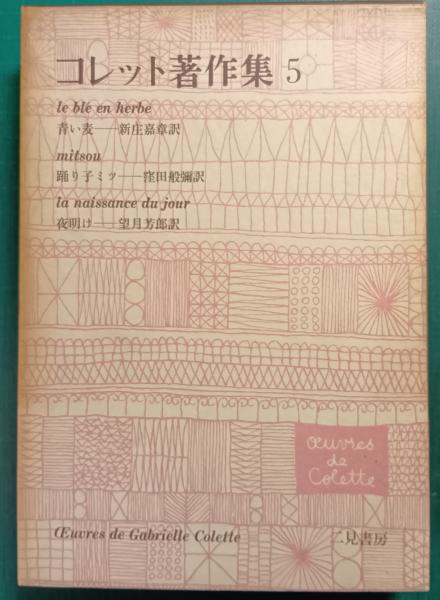 コレット著作集 5
le blé en herbe
青い麦——新庄嘉章訳
mitsou
踊り子ミツ——窪田般彌訳
la naissance du jour
夜明け——望月芳郎訳
œuvres
de
Colette
Œuvres de Gabrielle Colette
二見書房